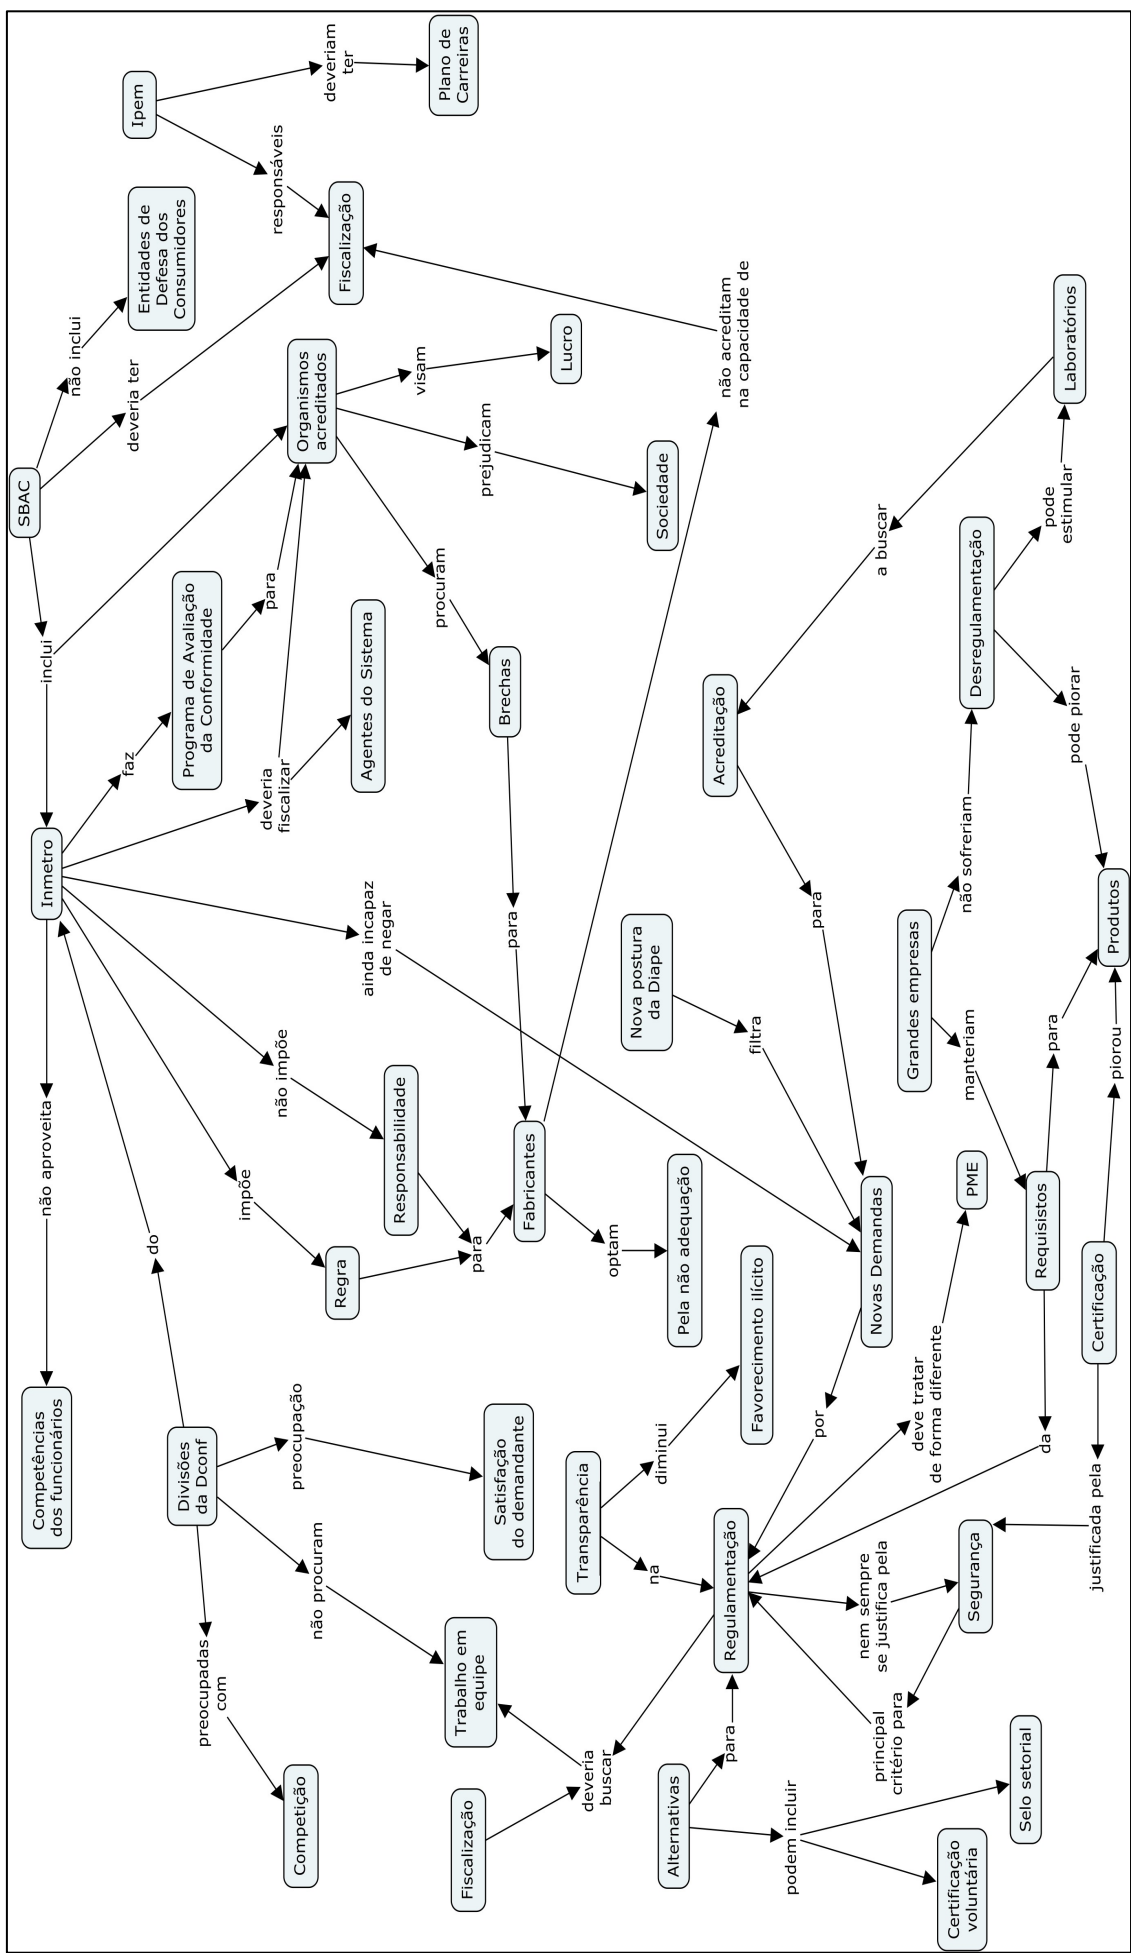 Competências
dos funcionários
não aproveita
Inmetro
inclui
SBAC
não inclui
Entidades de
Defesa dos
Consumidores
deveria ter
Ipem
deveriam
ter
Plano de
Carreiras
responsáveis
Fiscalização
do
Divisões
da Dconf
preocupadas
com
Competição
não procuram
preocupação
Trabalho em
equipe
Satisfação
do demandante
faz
Programa de Avaliação
da Conformidade
para
Organismos
acreditados
deveria
fiscalizar
Agentes do Sistema
visam
Lucro
prejudicam
Sociedade
procuram
Brechas
para
impõe
não impõe
ainda incapaz
de negar
Regra
Responsabilidade
para
Fabricantes
optam
Pela não adequação
não acreditam
na capacidade de
Fiscalização
deveria
buscar
Transparência
na
diminui
Favorecimento ilícito
Nova postura
da Diape
filtra
Acreditação
para
a buscar
Alternativas
para
Regulamentação
por
Novas Demandas
podem incluir
Certificação
voluntária
Selo setorial
principal
critério para
nem sempre
se justifica pela
Segurança
deve tratar
de forma diferente
PME
Grandes empresas
manteriam
não sofreriam
Desregulamentação
pode
estimular
Laboratórios
pode piorar
da
Requisistos
para
Produtos
justificada pela
Certificação
piorou